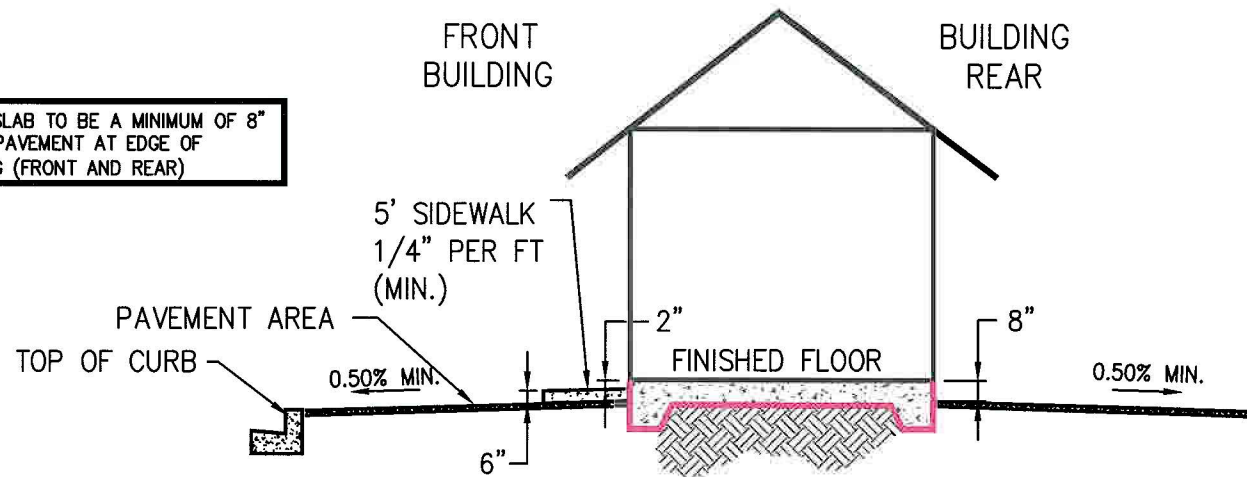 FRONT
BUILDING
BUILDING
REAR
SLAB TO BE A MINIMUM OF 8"
PAVEMENT AT EDGE OF
(FRONT AND REAR)
5' SIDEWALK
1/4" PER FT
(MIN.)
PAVEMENT AREA
TOP OF CURB
0.50% MIN.
2"
FINISHED FLOOR
8"
0.50% MIN.
6"